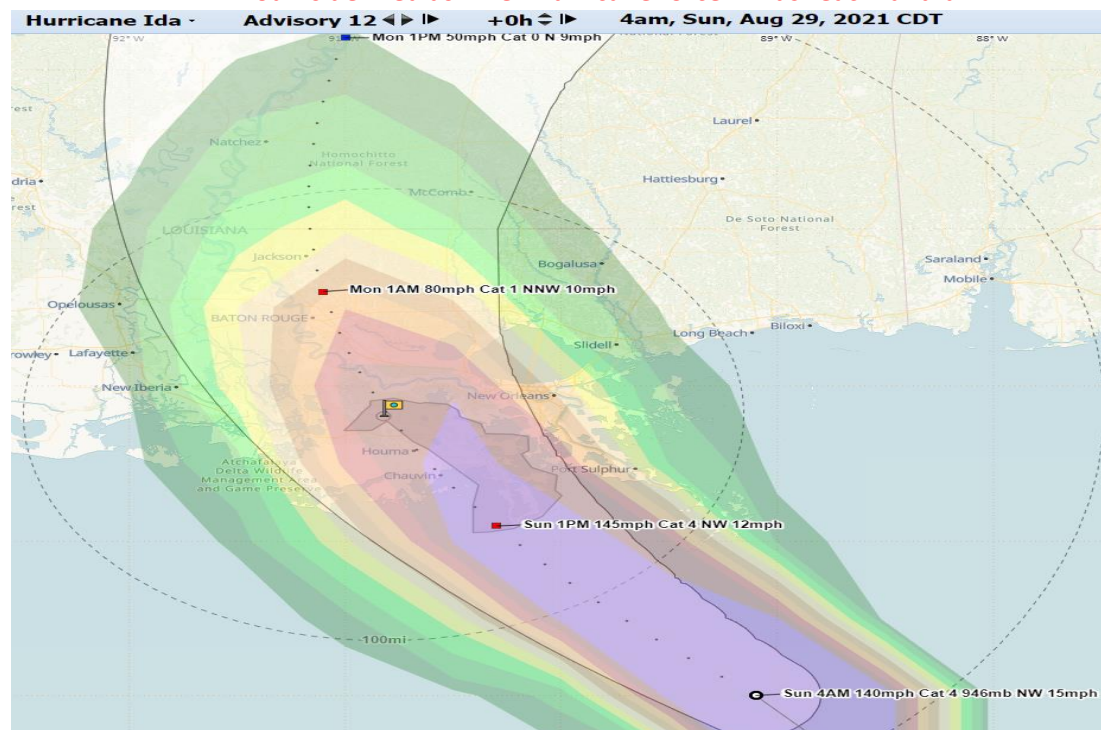 Hurricane Ida - Advisory 12 +0h 4am, Sun, Aug 29, 2021 CDT
92° W 91° W 89° W 88° W
Mon 1PM 50mph Cat 0 N 9mph
Laurel
Natchez
Homochitto
National Forest
McComb
Hattiesburg
De Soto National
Forest
LOUISIANA
Jackson
Bogalusa
Saraland
Mobile
Mon 1AM 80mph Cat 1 NNW 10mph
Opelousas
BATON ROUGE
Long Beach
Biloxi
Slidell
Lafayette
New Iberia
New Orleans
Houma
Port Sulphur
Chauvin
Atchafalaya
Delta Wildlife
Management Area
and Game Preserve
Sun 1PM 145mph Cat 4 NW 12mph
100mi
Sun 4AM 140mph Cat 4 946mb NW 15mph